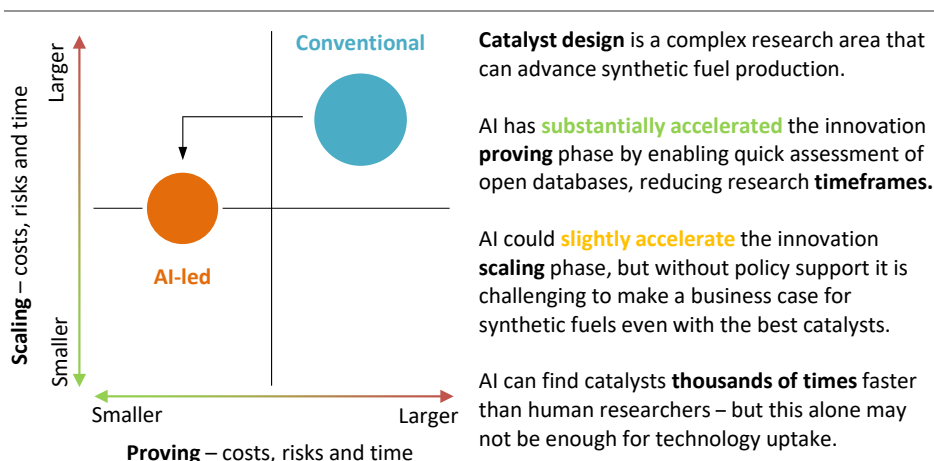 Conventional
AI-led
Larger
Smaller
Scaling – costs, risks and time
Smaller
Larger
Proving – costs, risks and time
Catalyst design is a complex research area that
can advance synthetic fuel production.
AI has substantially accelerated the innovation
proving phase by enabling quick assessment of
open databases, reducing research timeframes.
AI could slightly accelerate the innovation
scaling phase, but without policy support it is
challenging to make a business case for
synthetic fuels even with the best catalysts.
AI can find catalysts thousands of times faster
than human researchers – but this alone may
not be enough for technology uptake.